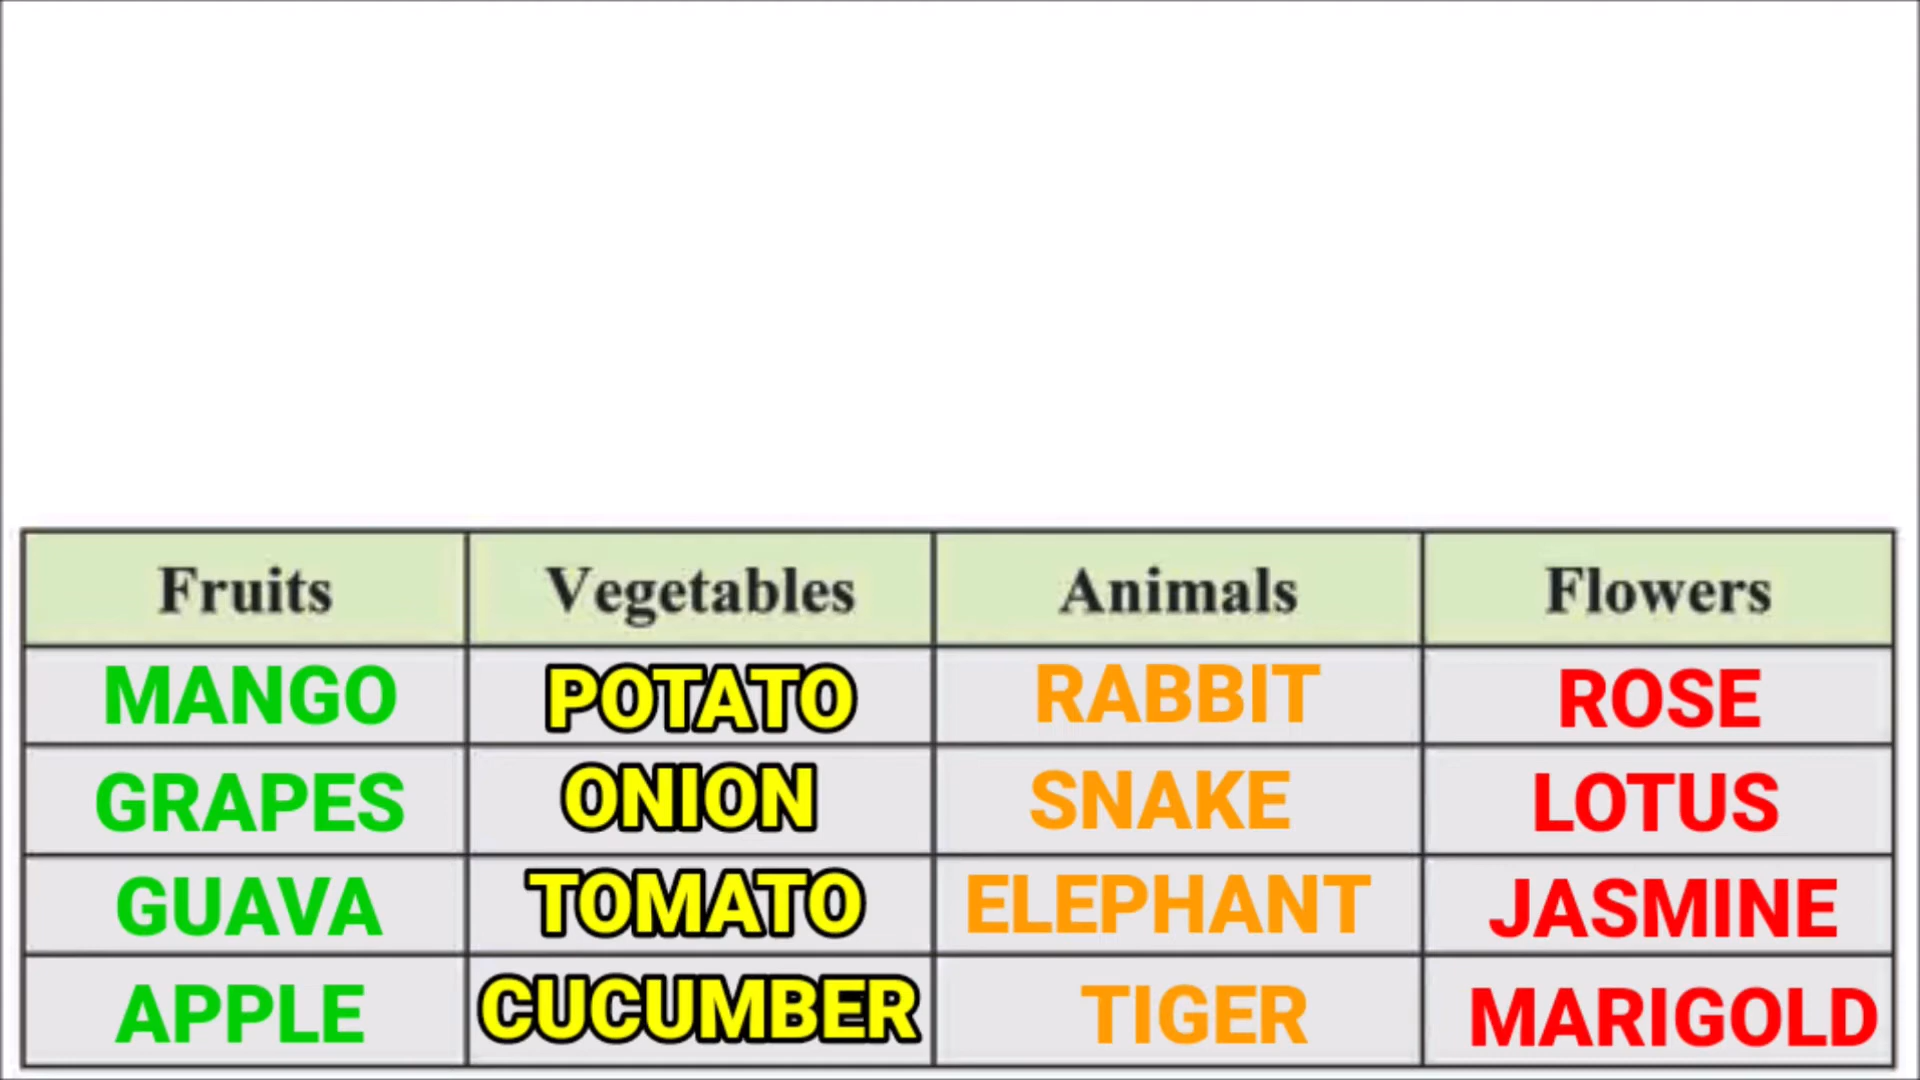 Fruits Vegetables Animals Flowers
MANGO POTATO RABBIT ROSE
GRAPES ONION SNAKE LOTUS
GUAVA TOMATO ELEPHANT JASMINE
APPLE CUCUMBER TIGER MARIGOLD